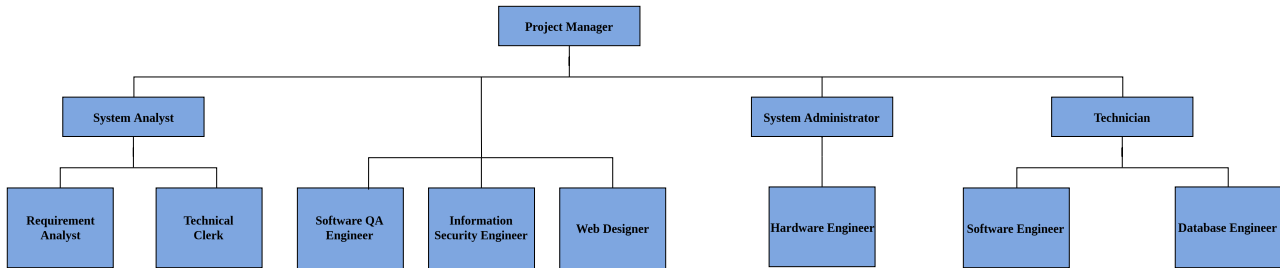 Project Manager
System Analyst
System Administrator
Technician
Requirement
Analyst
Technical
Clerk
Software QA
Engineer
Information
Security Engineer
Web Designer
Hardware Engineer
Software Engineer
Database Engineer